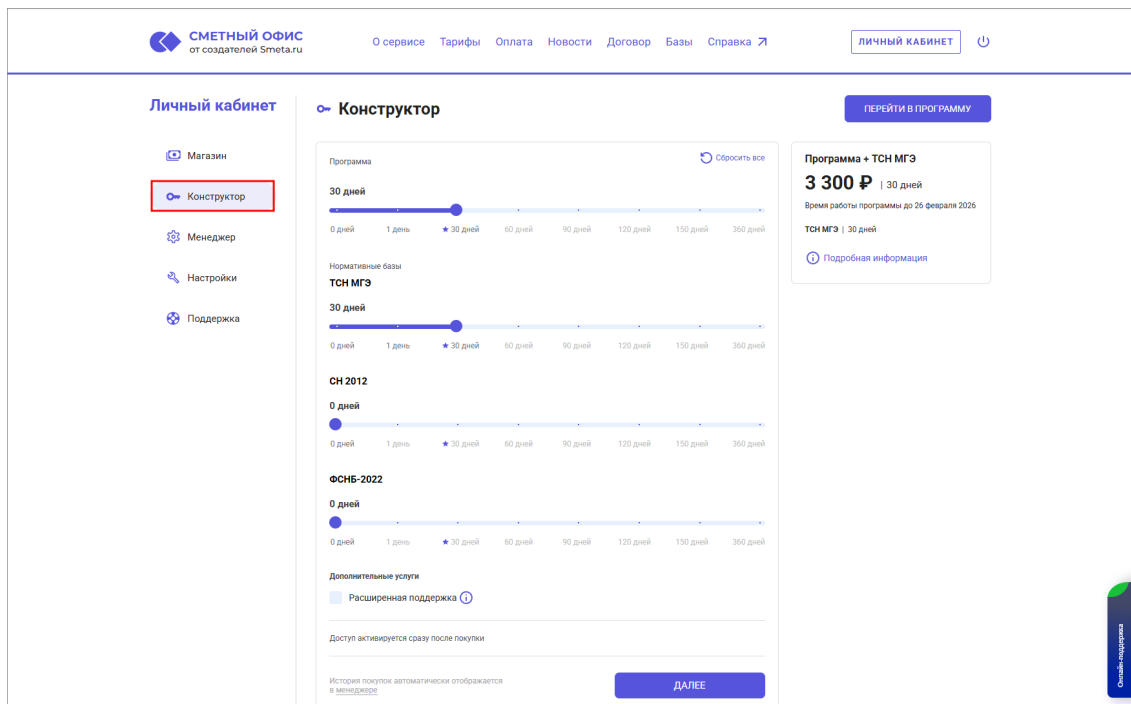 СМЕТНЫЙ ОФИС
от создателей Smeta.ru
О сервисе Тарифы Оплата Новости Договор Базы Справка
ЛИЧНЫЙ КАБИНЕТ
Личный кабинет
Магазин
Конструктор
Менеджер
Настройки
Поддержка
Конструктор
ПЕРЕЙТИ В ПРОГРАММУ
Программа
Сбросить все
30 дней
0 дней 1 день ★ 30 дней 60 дней 90 дней 120 дней 150 дней 360 дней
Нормативные базы
ТСН МГЭ
30 дней
0 дней 1 день ★ 30 дней 60 дней 90 дней 120 дней 150 дней 360 дней
СН 2012
0 дней
0 дней 1 день ★ 30 дней 60 дней 90 дней 120 дней 150 дней 360 дней
ФСНБ-2022
0 дней
0 дней 1 день ★ 30 дней 60 дней 90 дней 120 дней 150 дней 360 дней
Дополнительные услуги
Расширенная поддержка
Доступ активируется сразу после покупки
История покупок автоматически отображается
в менеджере
ДАЛЕЕ
Программа + ТСН МГЭ
3 300 ₽ | 30 дней
Время работы программы до 26 февраля 2026
ТСН МГЭ | 30 дней
Подробная информация
Онлайн-поддержка